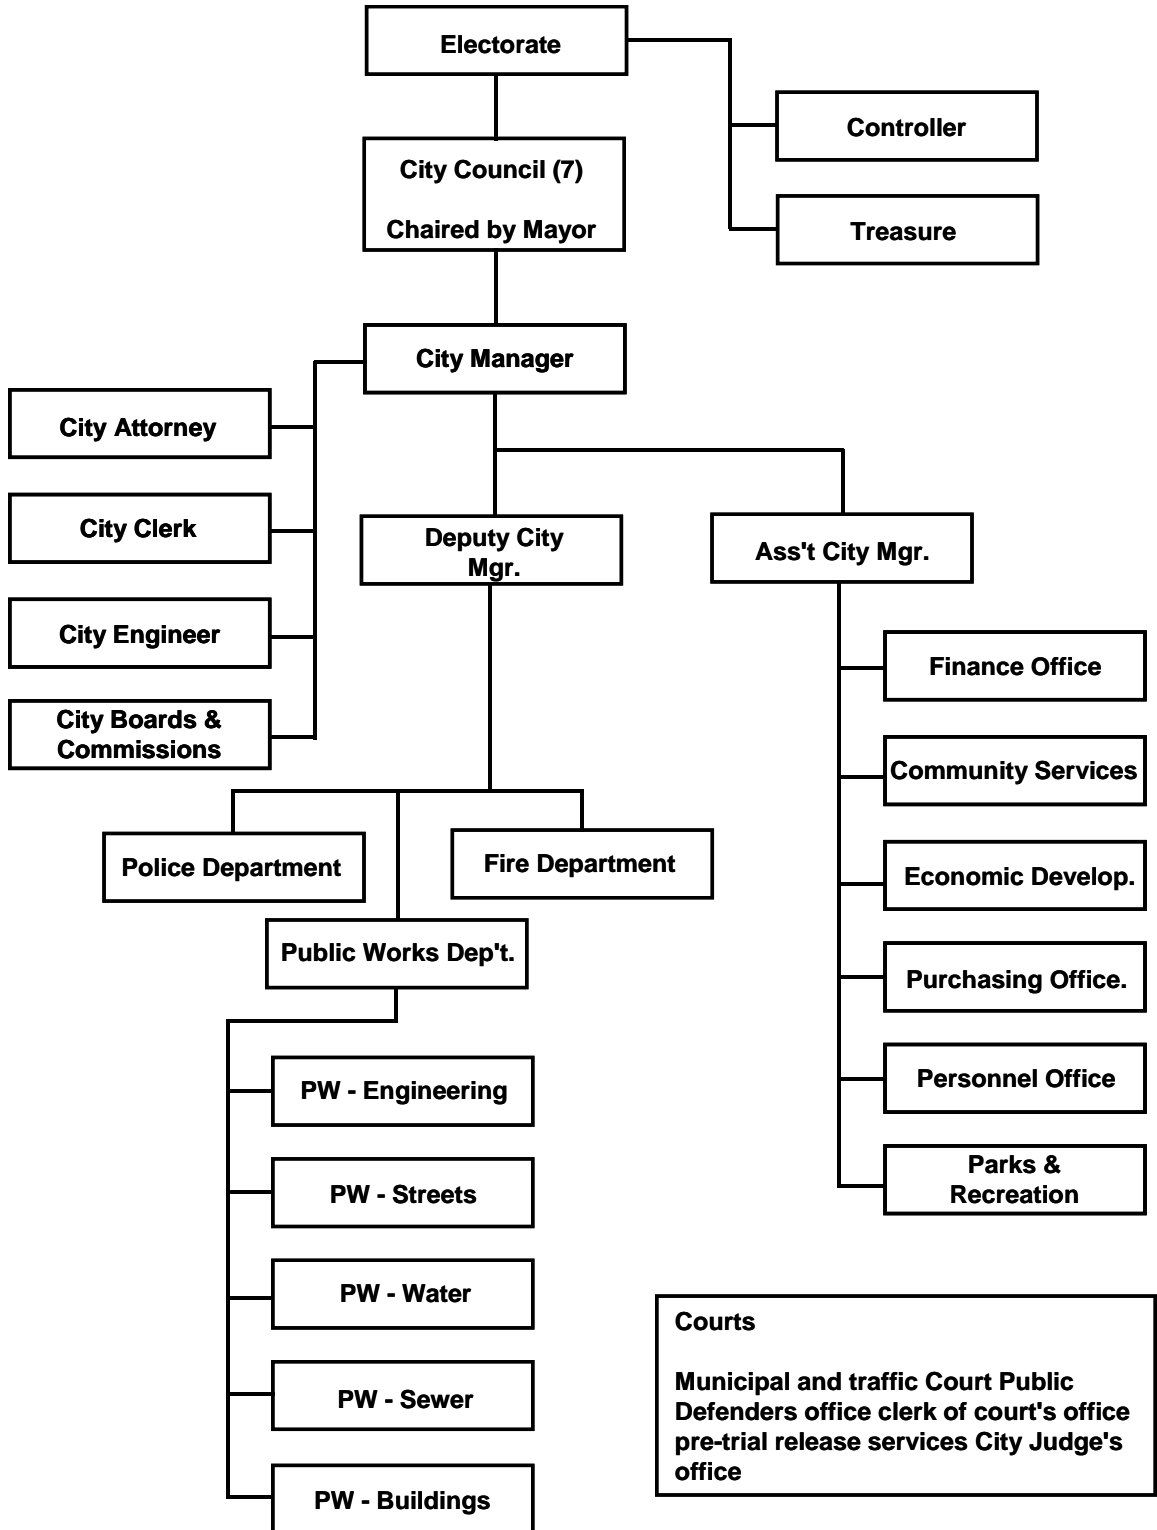 Electorate
Controller
City Council (7)
Chaired by Mayor
Treasure
City Manager
City Attorney
City Clerk
Deputy City
Mgr.
Ass't City Mgr.
City Engineer
Finance Office
City Boards &
Commissions
Community Services
Police Department
Fire Department
Economic Develop.
Public Works Dep't.
Purchasing Office.
PW - Engineering
Personnel Office
PW - Streets
Parks &
Recreation
PW - Water
PW - Sewer
PW - Buildings
Courts
Municipal and traffic Court Public
Defenders office clerk of court's office
pre-trial release services City Judge's
office